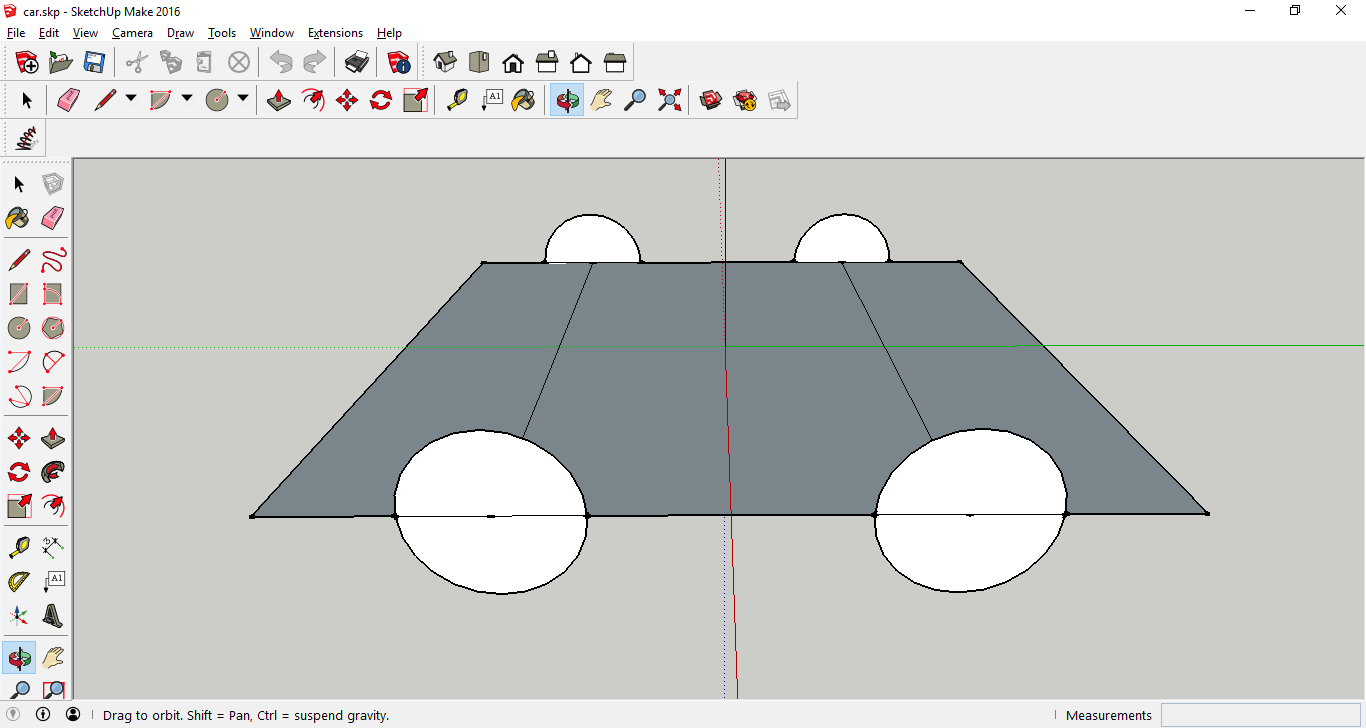 car.skp - SketchUp Make 2016
File Edit View Camera Draw Tools Window Extensions Help
A1
A1
Drag to orbit. Shift = Pan, Ctrl = suspend gravity.
Measurements